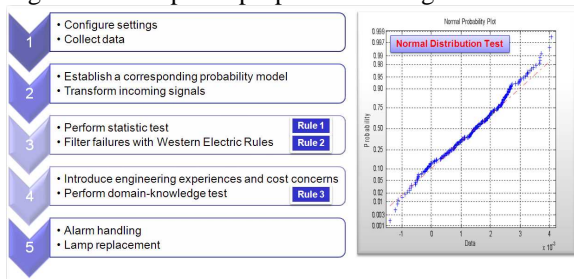 1
• Configure settings
• Collect data
2
• Establish a corresponding probability model
• Transform incoming signals
3
• Perform statistic test
Rule 1
• Filter failures with Western Electric Rules
Rule 2
4
• Introduce engineering experiences and cost concerns
• Perform domain-knowledge test
Rule 3
5
• Alarm handling
• Lamp replacement
Normal Probability Plot
Normal Distribution Test
Probability
0.999
0.997
0.99
0.98
0.95
0.90
0.75
0.50
0.25
0.10
0.05
0.02
0.01
0.003
0.001
-1 0 1 2 3 4
Data